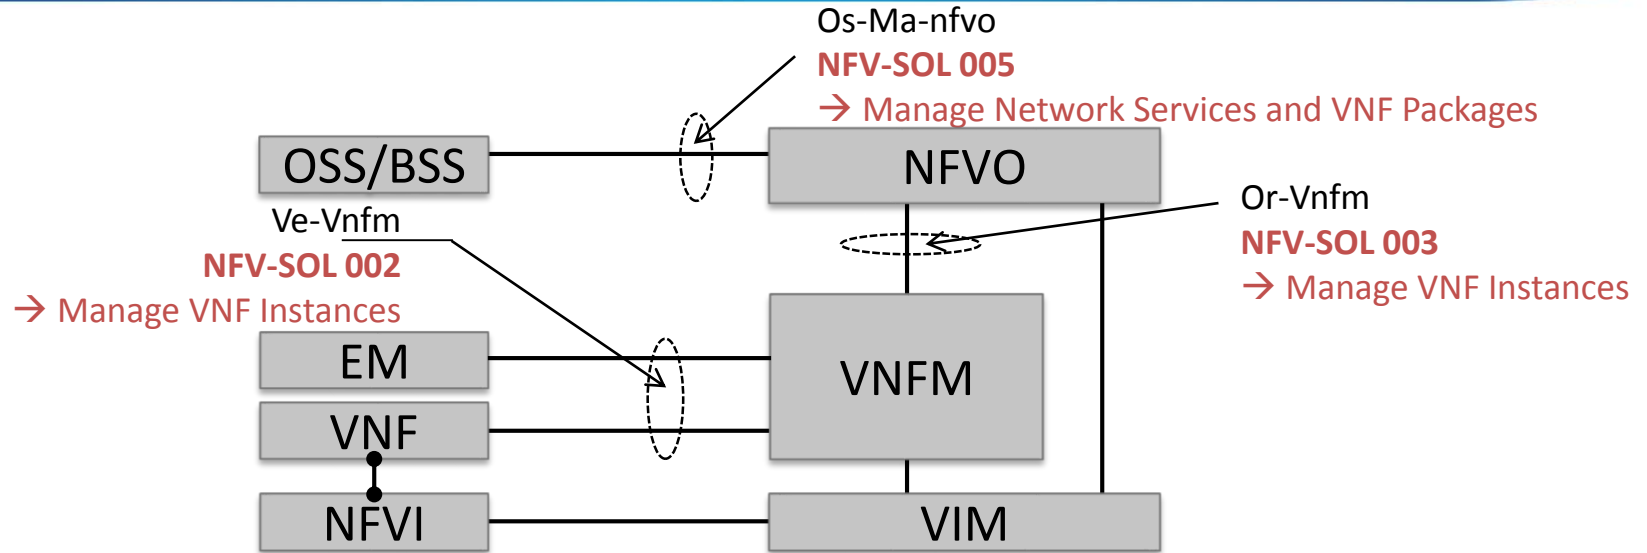 Os-Ma-nfvo
NFV-SOL 005
→ Manage Network Services and VNF Packages
OSS/BSS
NFVO
Ve-Vnfm
NFV-SOL 002
→ Manage VNF Instances
Or-Vnfm
NFV-SOL 003
→ Manage VNF Instances
EM
VNFM
VNF
NFVI
VIM